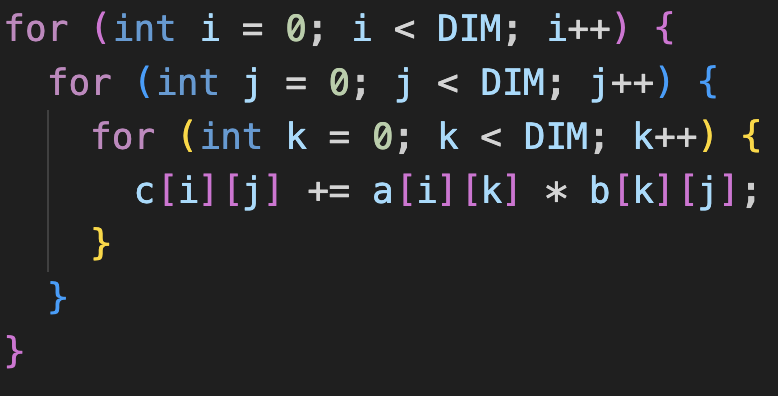 for (int i = 0; i < DIM; i++) {
  for (int j = 0; j < DIM; j++) {
    for (int k = 0; k < DIM; k++) {
      c[i][j] += a[i][k] * b[k][j];
    }
  }
}